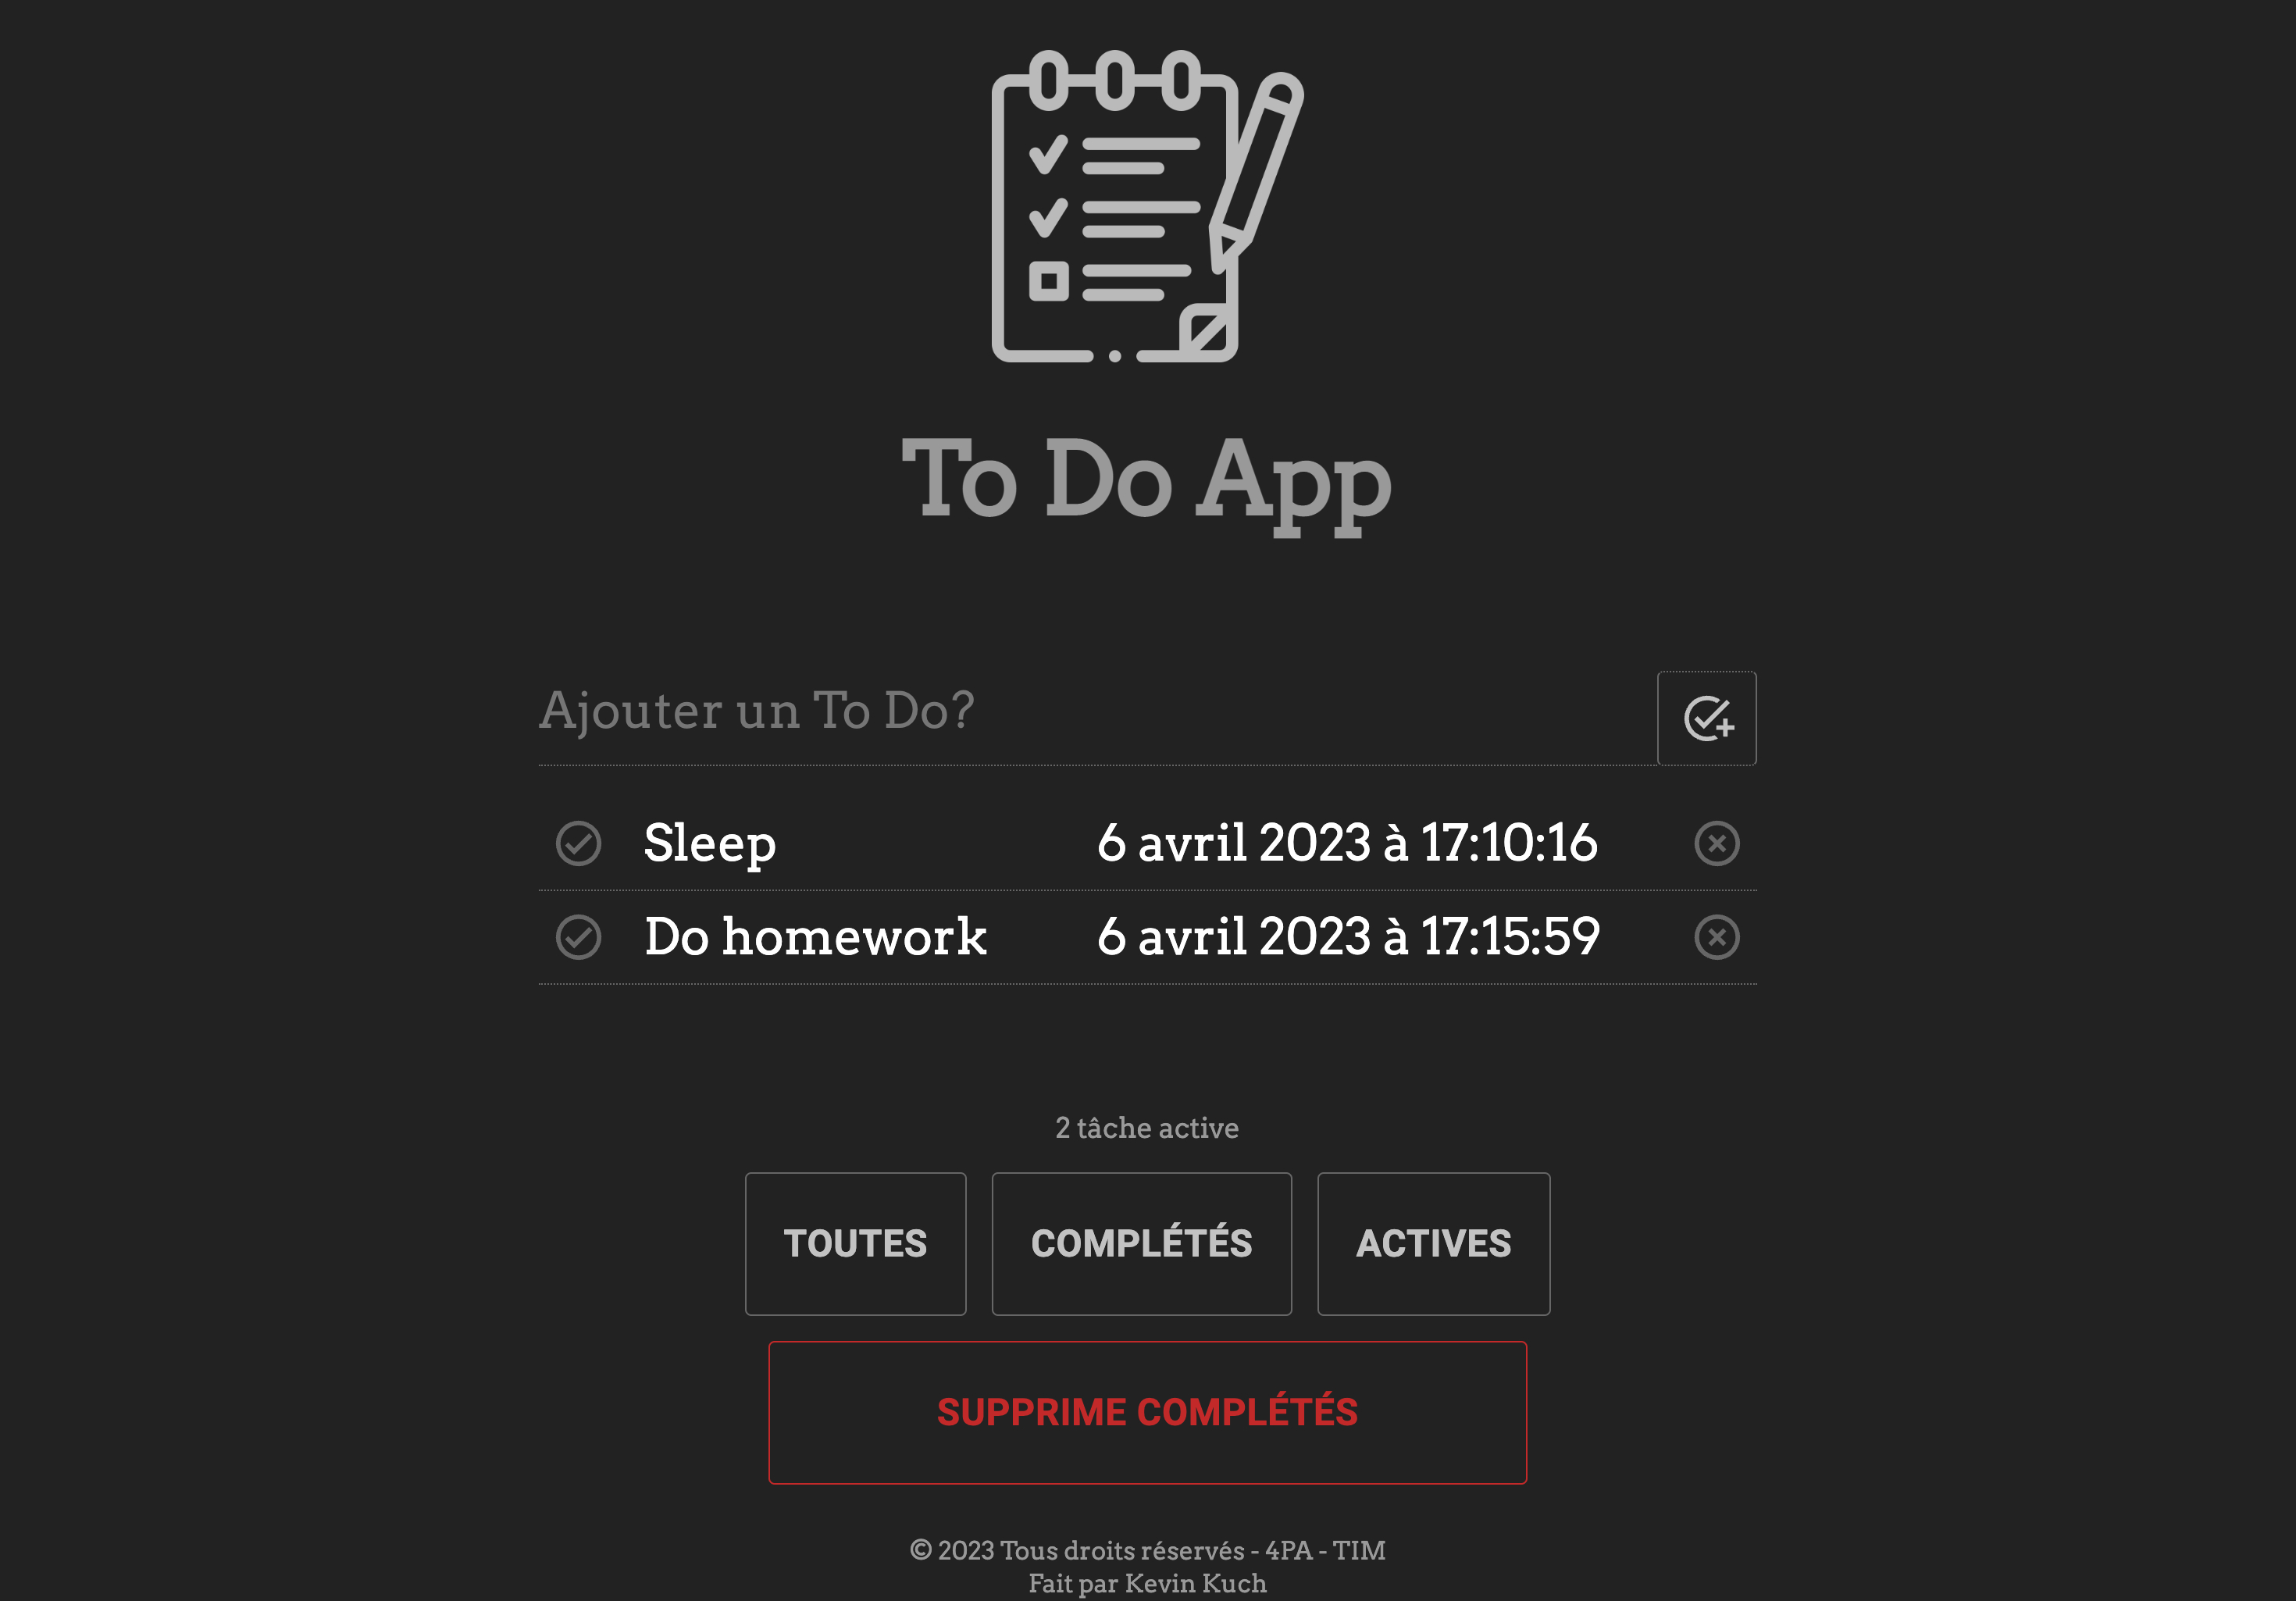 To Do App
Ajouter un To Do?
Sleep 6 avril 2023 à 17:10:16
Do homework 6 avril 2023 à 17:15:59
2 tâche active
TOUTES COMPLÉTÉS ACTIVES
SUPPRIME COMPLÉTÉS
© 2023 Tous droits réservés - 4PA - TIM
Fait par Kevin Kuch